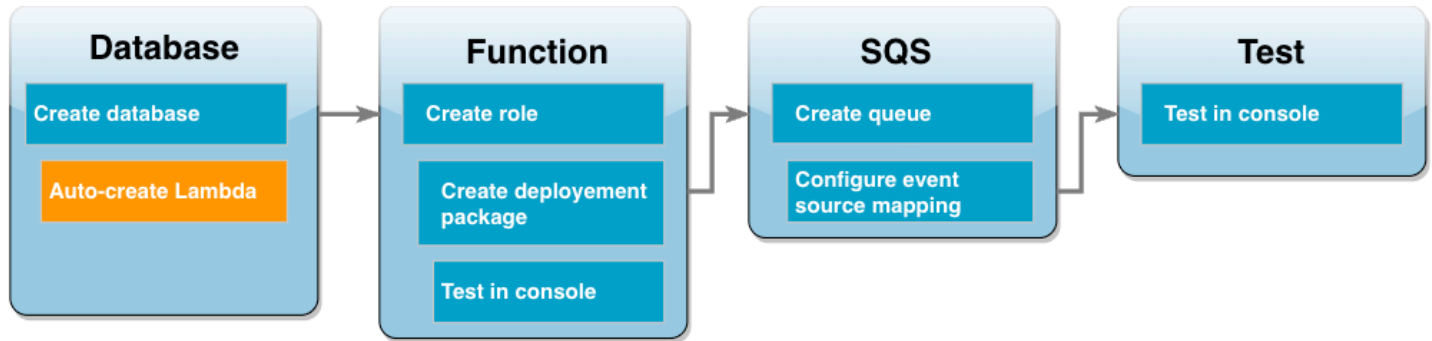 Database
Create database
Auto-create Lambda
Function
Create role
Create deployement
package
Test in console
SQS
Create queue
Configure event
source mapping
Test
Test in console